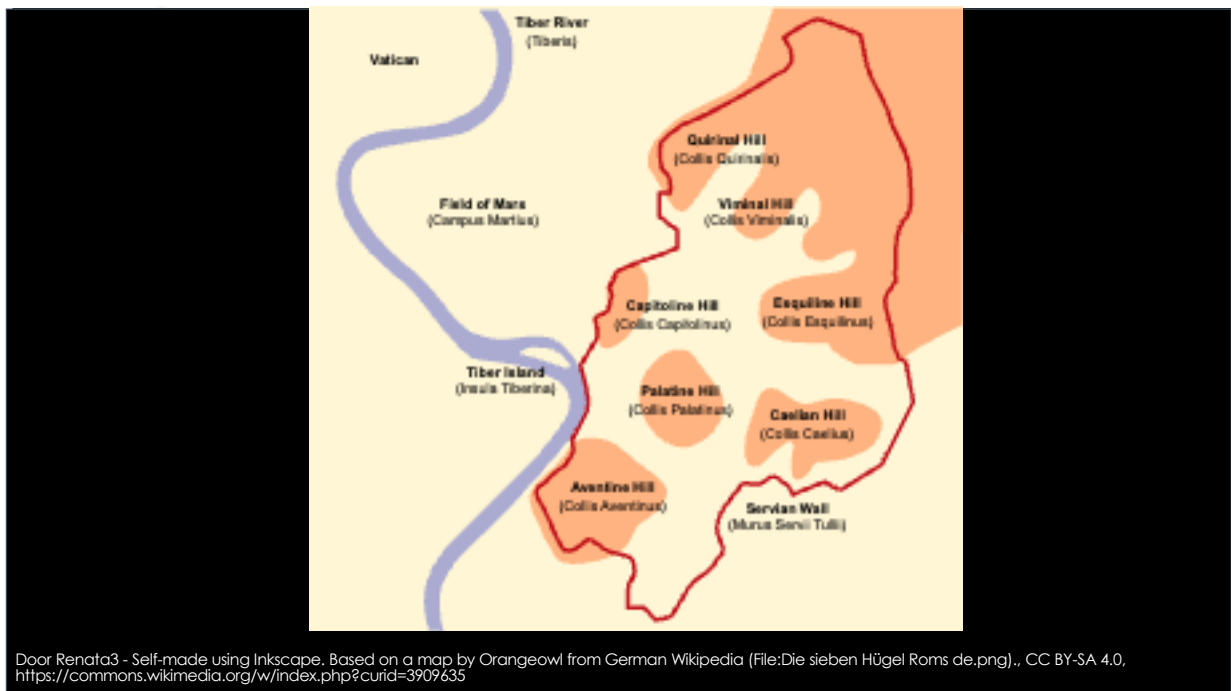 Tiber River
(Tiberis)
Vatican
Quirinal Hill
(Collis Quirinalis)
Field of Mars
(Campus Martius)
Viminal Hill
(Collis Viminalis)
Capitoline Hill
(Collis Capitolinus)
Esquiline Hill
(Collis Esquilinus)
Tiber Island
(Insula Tiberina)
Palatine Hill
(Collis Palatinus)
Caelian Hill
(Collis Caelius)
Aventine Hill
(Collis Aventinus)
Servian Wall
(Murus Servii Tullii)
Door Renata3 - Self-made using Inkscape. Based on a map by Orangeowl from German Wikipedia (File:Die sieben Hügel Roms de.png)., CC BY-SA 4.0,
https://commons.wikimedia.org/w/index.php?curid=3909635